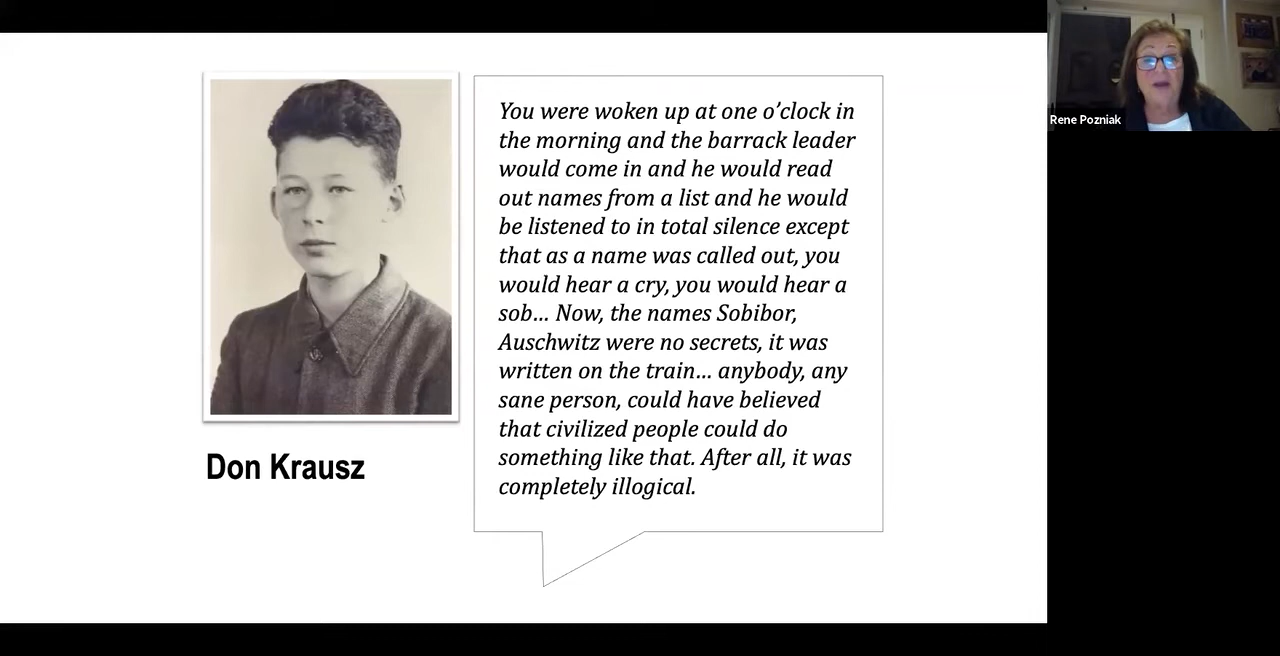 You were woken up at one o’clock in
the morning and the barrack leader
would come in and he would read
out names from a list and he would
be listened to in total silence except
that as a name was called out, you
would hear a cry, you would hear a
sob… Now, the names Sobibor,
Auschwitz were no secrets, it was
written on the train… anybody, any
sane person, could have believed
that civilized people could do
something like that. After all, it was
completely illogical.
Don Krausz
Rene Pozniak